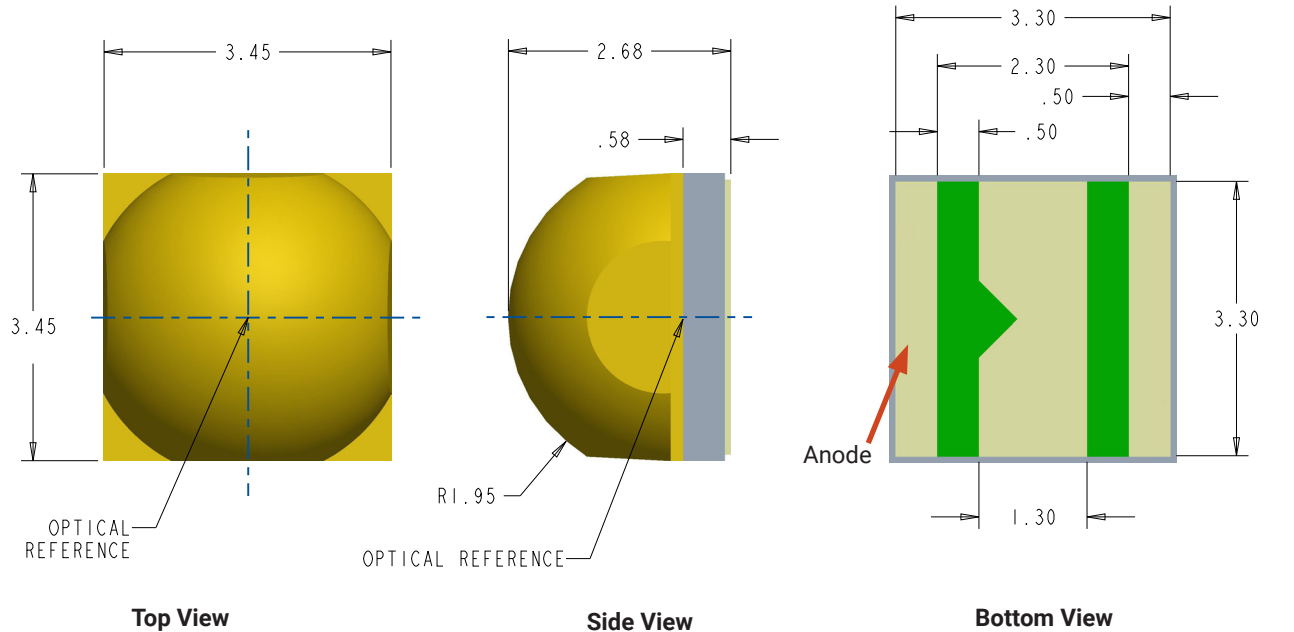 3.45
3.45
OPTICAL
REFERENCE
Top View
2.68
.58
R1.95
OPTICAL REFERENCE
Side View
3.30
2.30
.50
.50
3.30
Anode
1.30
Bottom View